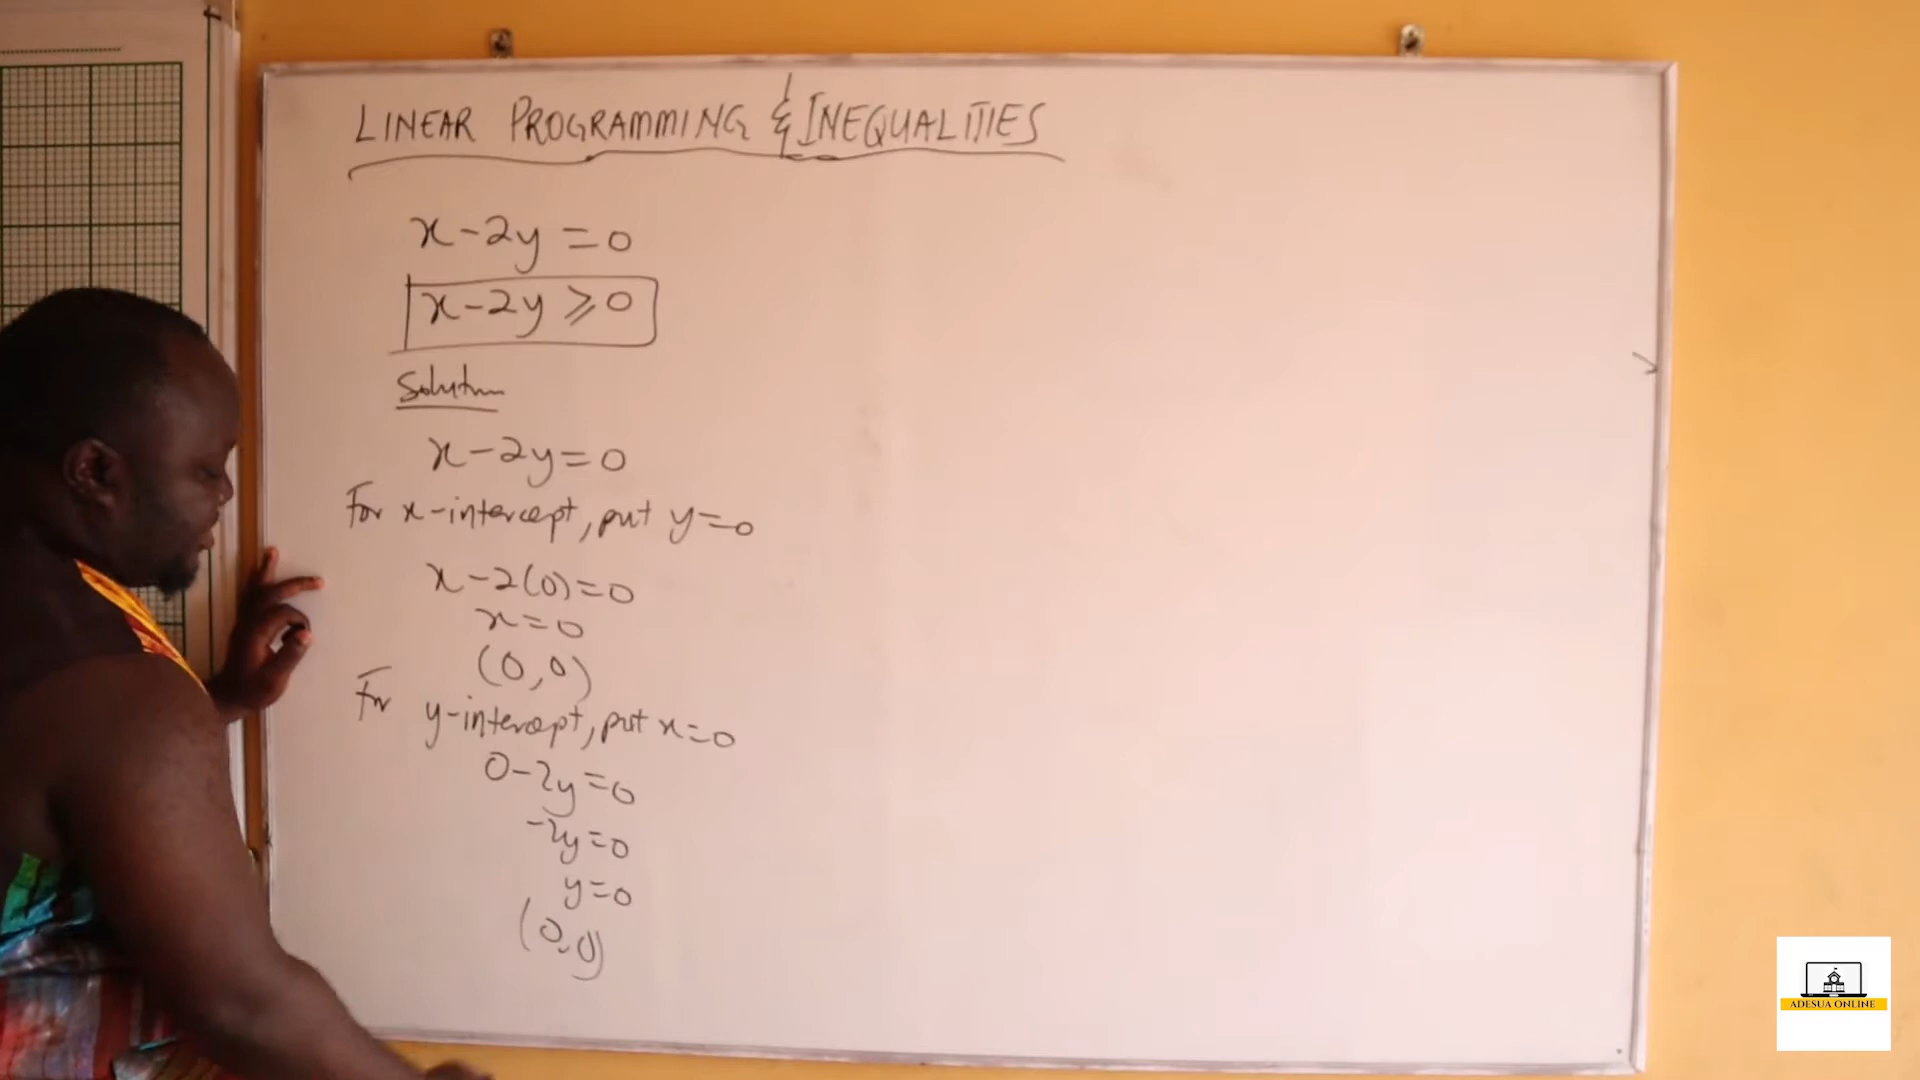 LINEAR PROGRAMMING & INEQUALITIES
x-2y=0
x-2y⩾0
Solution
x-2y=0
For x-intercept, put y=0
x-2(0)=0
x=0
(0,0)
For y-intercept, put x=0
0-2y=0
-2y=0
y=0
(0,0)
ADESUA ONLINE